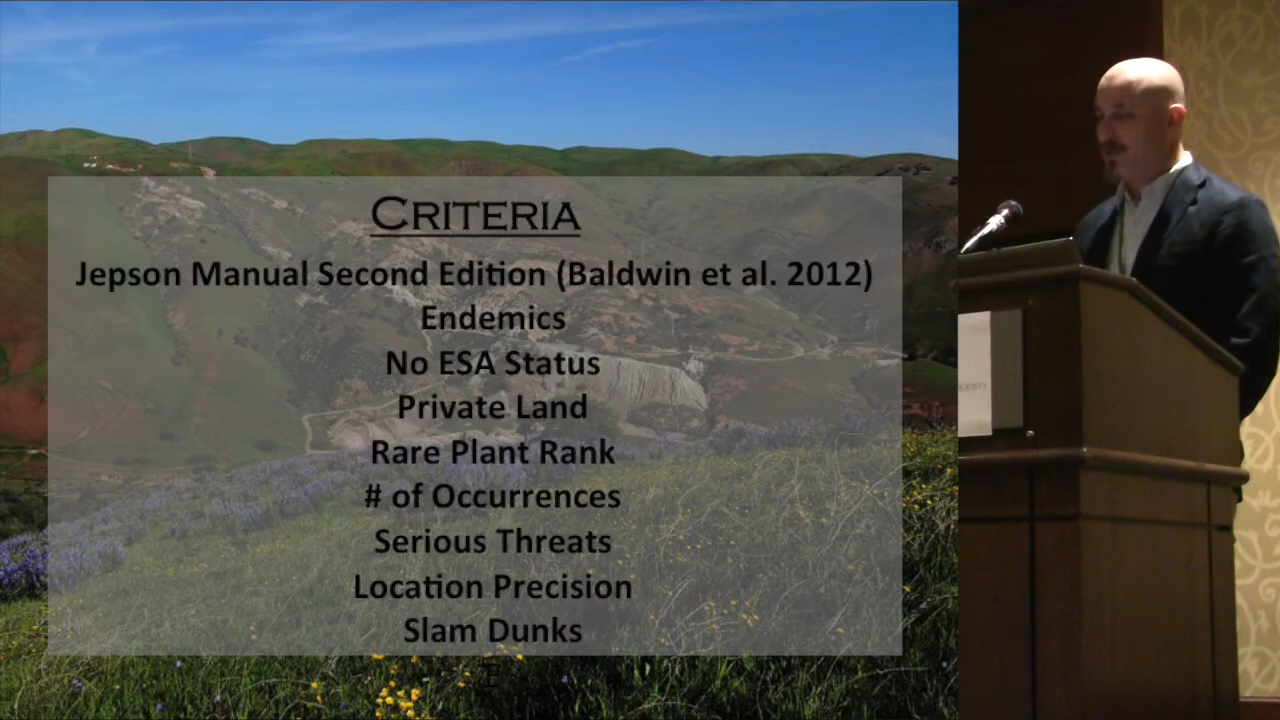 CRITERIA
Jepson Manual Second Edition (Baldwin et al. 2012)
Endemics
No ESA Status
Private Land
Rare Plant Rank
# of Occurrences
Serious Threats
Location Precision
Slam Dunks
SOCIETY